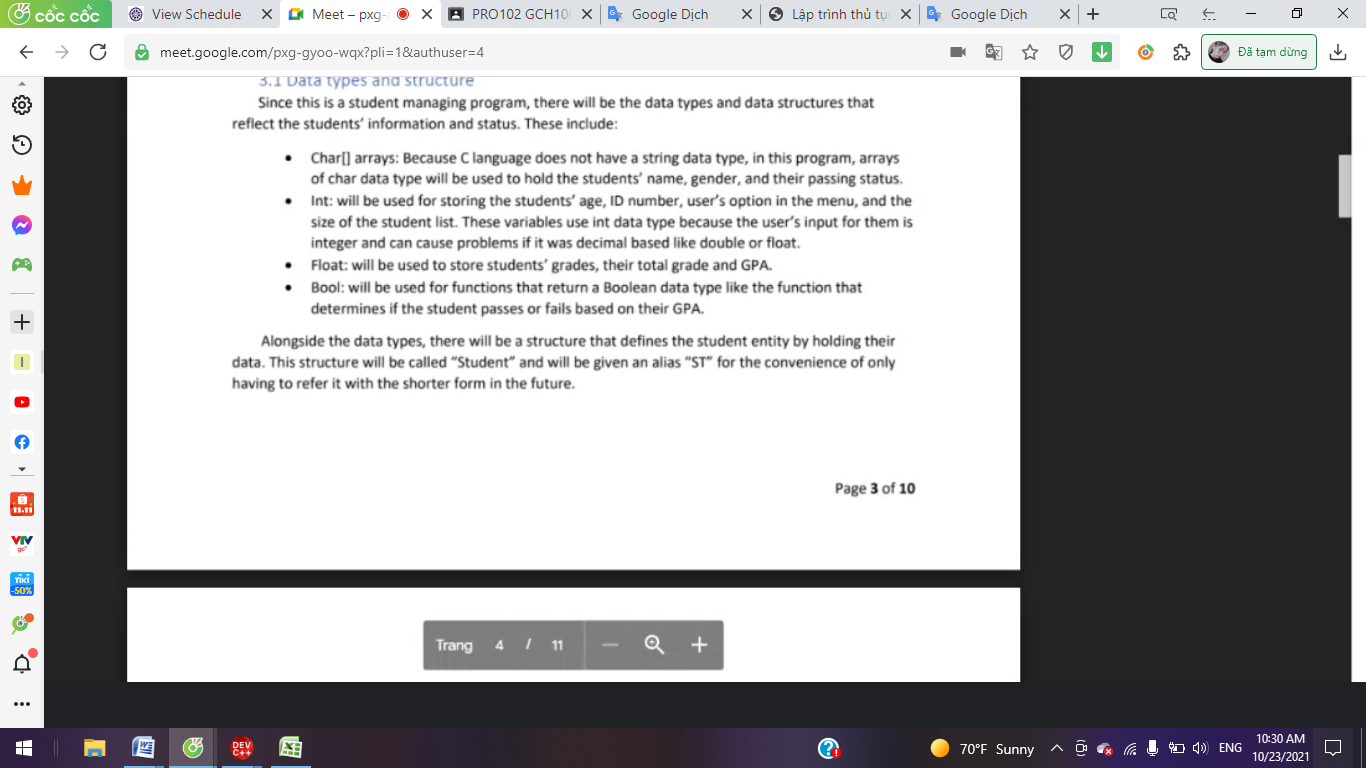 cốc cốc
View Schedule
Meet – pxg-
PRO102 GCH10
Google Dịch
Lập trình thủ tục
Google Dịch
meet.google.com/pxg-gyoo-wqx?pli=1&authuser=4
Đã tạm dừng
3.1 Data types and structure
Since this is a student managing program, there will be the data types and data structures that
reflect the students' information and status. These include:
• Char[] arrays: Because C language does not have a string data type, in this program, arrays
of char data type will be used to hold the students' name, gender, and their passing status.
• Int: will be used for storing the students' age, ID number, user's option in the menu, and the
size of the student list. These variables use int data type because the user's input for them is
integer and can cause problems if it was decimal based like double or float.
• Float: will be used to store students' grades, their total grade and GPA.
• Bool: will be used for functions that return a Boolean data type like the function that
determines if the student passes or fails based on their GPA.
Alongside the data types, there will be a structure that defines the student entity by holding their
data. This structure will be called “Student” and will be given an alias “ST” for the convenience of only
having to refer it with the shorter form in the future.
Page 3 of 10
Trang 4 / 11
I
11.11
VTV
go
TIKI
-50%
DEV
C++
70°F Sunny
ENG
10:30 AM
10/23/2021